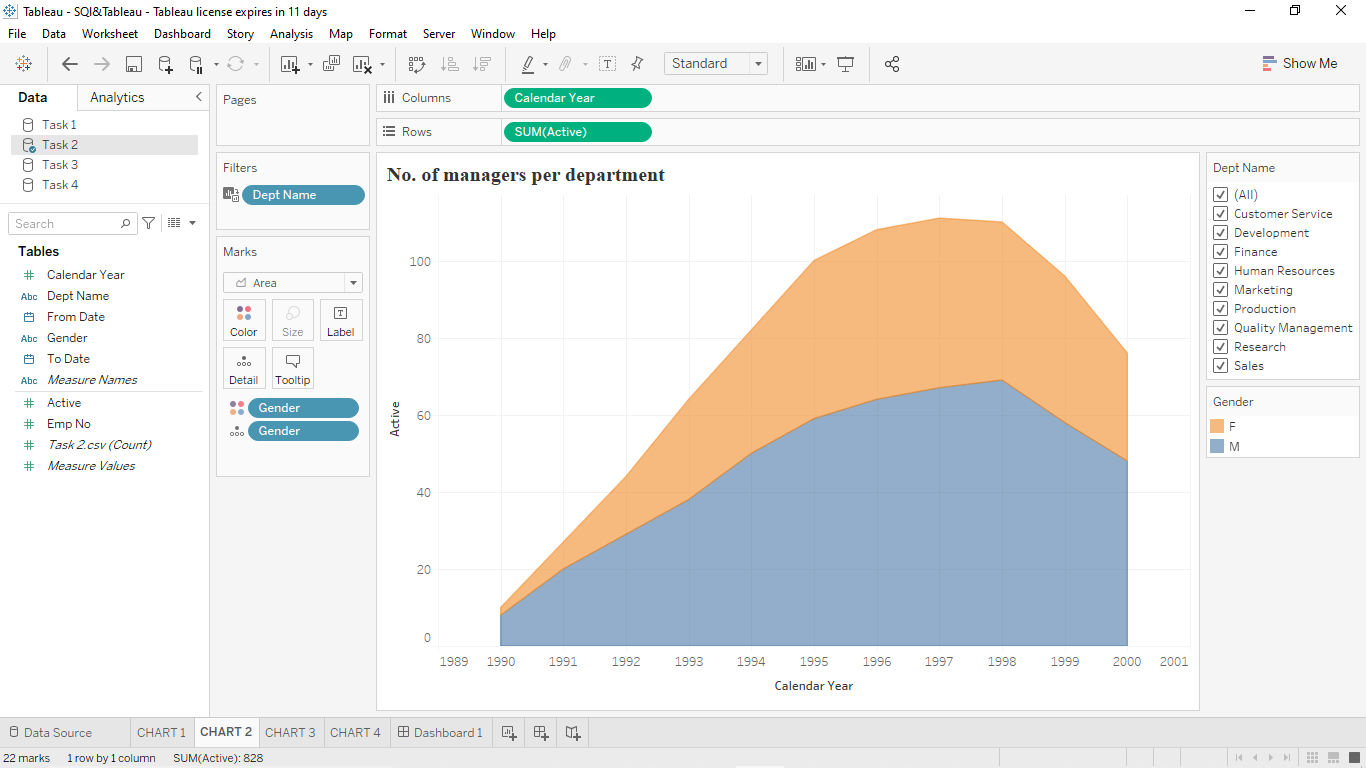 Tableau - SQl&Tableau - Tableau license expires in 11 days
File Data Worksheet Dashboard Story Analysis Map Format Server Window Help
Standard
Show Me
Data Analytics
Task 1
Task 2
Task 3
Task 4
Search
Tables
Calendar Year
Abc Dept Name
From Date
Abc Gender
To Date
Abc Measure Names
Active
Emp No
Task 2.csv (Count)
Measure Values
Pages
Filters
Dept Name
Marks
Area
Color Size Label
Detail Tooltip
Gender
Gender
Columns Calendar Year
Rows SUM(Active)
No. of managers per department
Active
100
80
60
40
20
0
1989 1990 1991 1992 1993 1994 1995 1996 1997 1998 1999 2000 2001
Calendar Year
Dept Name
(All)
Customer Service
Development
Finance
Human Resources
Marketing
Production
Quality Management
Research
Sales
Gender
F
M
Data Source CHART 1 CHART 2 CHART 3 CHART 4 Dashboard 1
22 marks 1 row by 1 column SUM(Active): 828